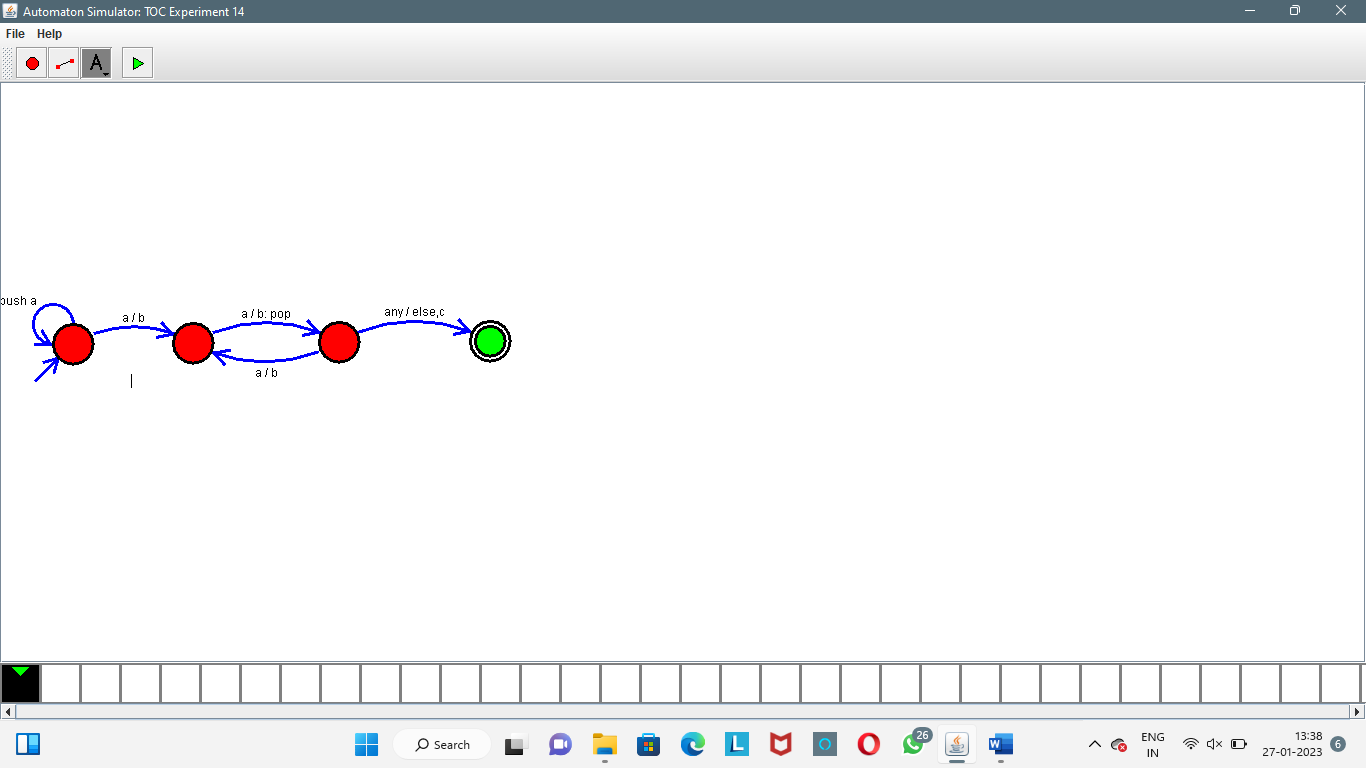 Automaton Simulator: TOC Experiment 14
File Help
A
push a
a / b
a / b: pop
any / else,c
a / b
Search
L
W
26
ENG
IN
13:38
27-01-2023
6